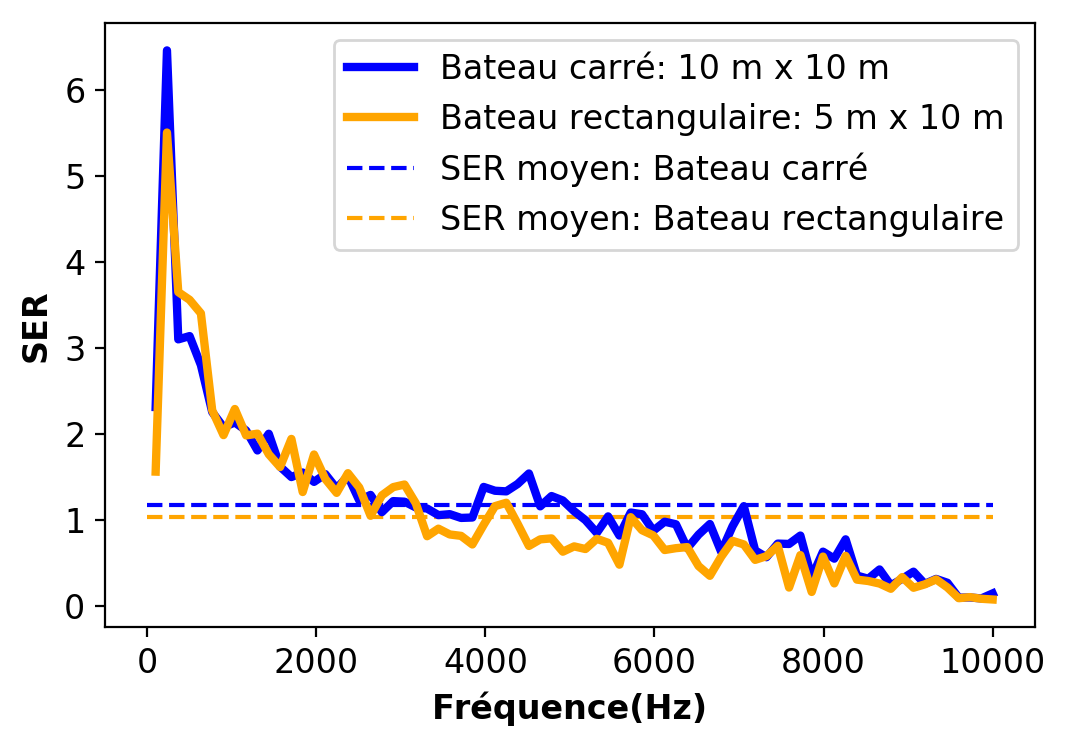 Bateau carré: 10 m x 10 m
Bateau rectangulaire: 5 m x 10 m
SER moyen: Bateau carré
SER moyen: Bateau rectangulaire
6
5
4
3
2
1
0
SER
0 2000 4000 6000 8000 10000
Fréquence(Hz)